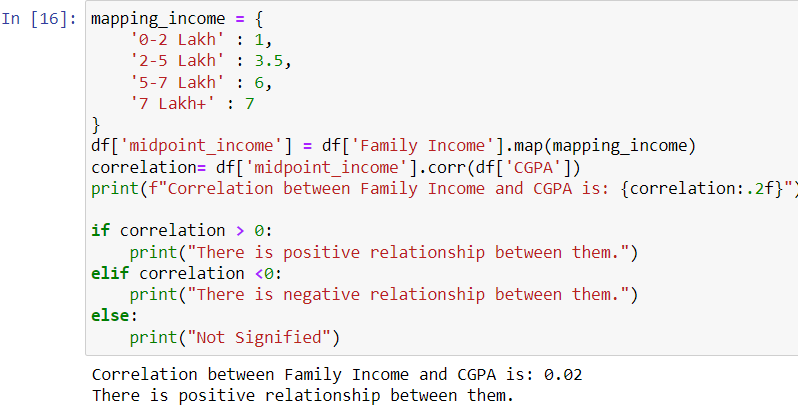 In [16]: mapping_income = {
'0-2 Lakh' : 1,
'2-5 Lakh' : 3.5,
'5-7 Lakh' : 6,
'7 Lakh+' : 7
}
df['midpoint_income'] = df['Family Income'].map(mapping_income)
correlation= df['midpoint_income'].corr(df['CGPA'])
print(f"Correlation between Family Income and CGPA is: {correlation:.2f}")
if correlation > 0:
print("There is positive relationship between them.")
elif correlation <0:
print("There is negative relationship between them.")
else:
print("Not Signified")
Correlation between Family Income and CGPA is: 0.02
There is positive relationship between them.